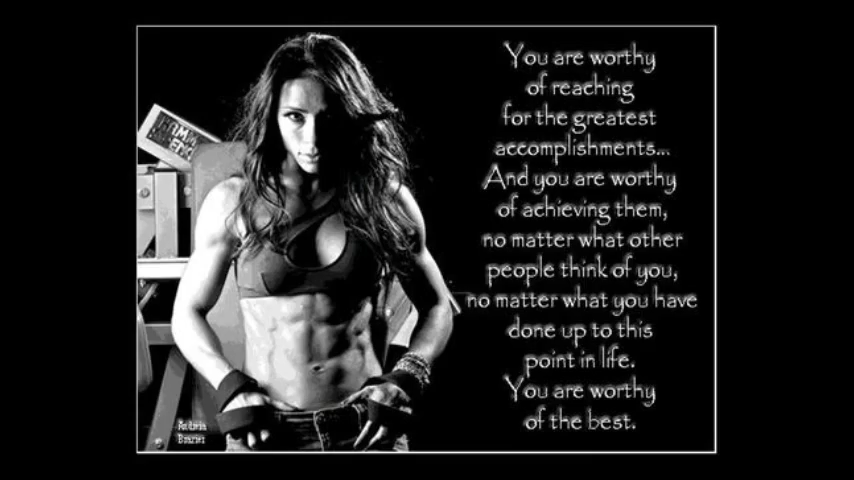 You are worthy
of reaching
for the greatest
accomplishments...
And you are worthy
of achieving them,
no matter what other
people think of you,
no matter what you have
done up to this
point in life.
You are worthy
of the best.
Andreia
Brazier